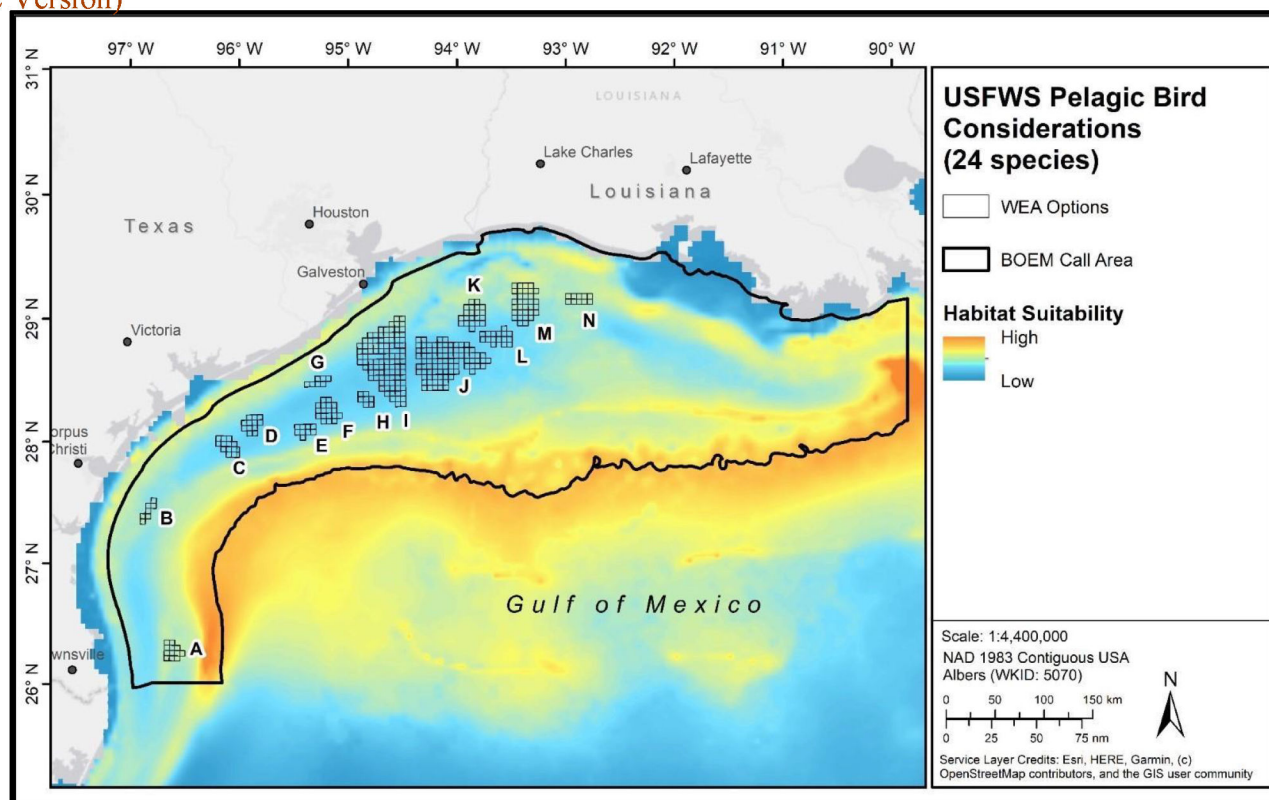 Version)
97° W 96° W 95° W 94° W 93° W 92° W 91° W 90° W
31° N
30° N
29° N
28° N
27° N
26° N
LOUISIANA
Lake Charles
Lafayette
Louisiana
Texas
Houston
Galveston
Victoria
orpus
Christi
wnsville
K
M
N
G
L
J
H I
F
E
D
C
B
A
Gulf of Mexico
USFWS Pelagic Bird
Considerations
(24 species)
WEA Options
BOEM Call Area
Habitat Suitability
High
Low
Scale: 1:4,400,000
NAD 1983 Contiguous USA
Albers (WKID: 5070)
N
0 50 100 150 km
0 25 50 75 nm
Service Layer Credits: Esri, HERE, Garmin, (c)
OpenStreetMap contributors, and the GIS user community